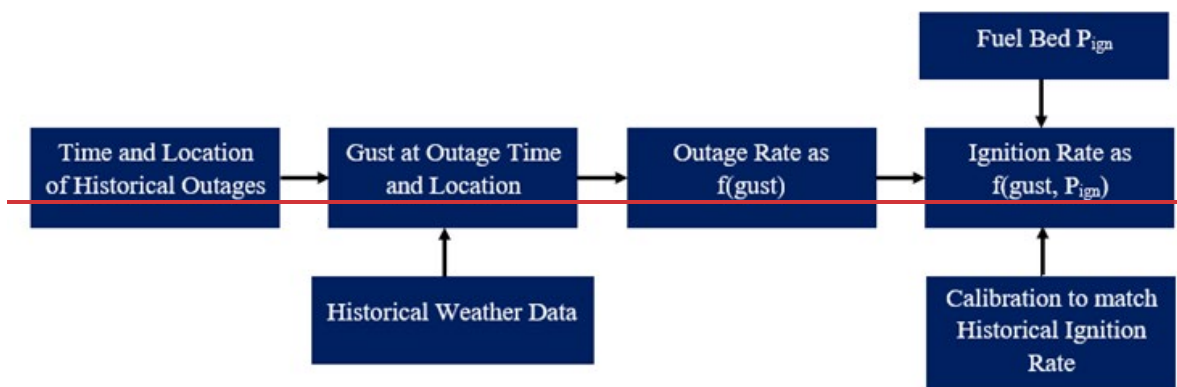 Fuel Bed Pign
Time and Location
of Historical Outages
Gust at Outage Time
and Location
Outage Rate as
f(gust)
Ignition Rate as
f(gust, Pign)
Historical Weather Data
Calibration to match
Historical Ignition
Rate